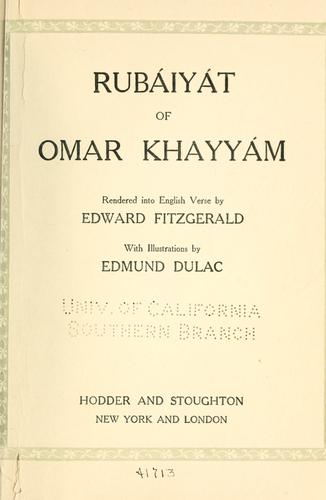 RUBÁIYÁT
OF
OMAR KHAYYÁM
Rendered into English Verse by
EDWARD FITZGERALD
With Illustrations by
EDMUND DULAC
UNIV. OF CALIFORNIA
SOUTHERN BRANCH
HODDER AND STOUGHTON
NEW YORK AND LONDON
41713